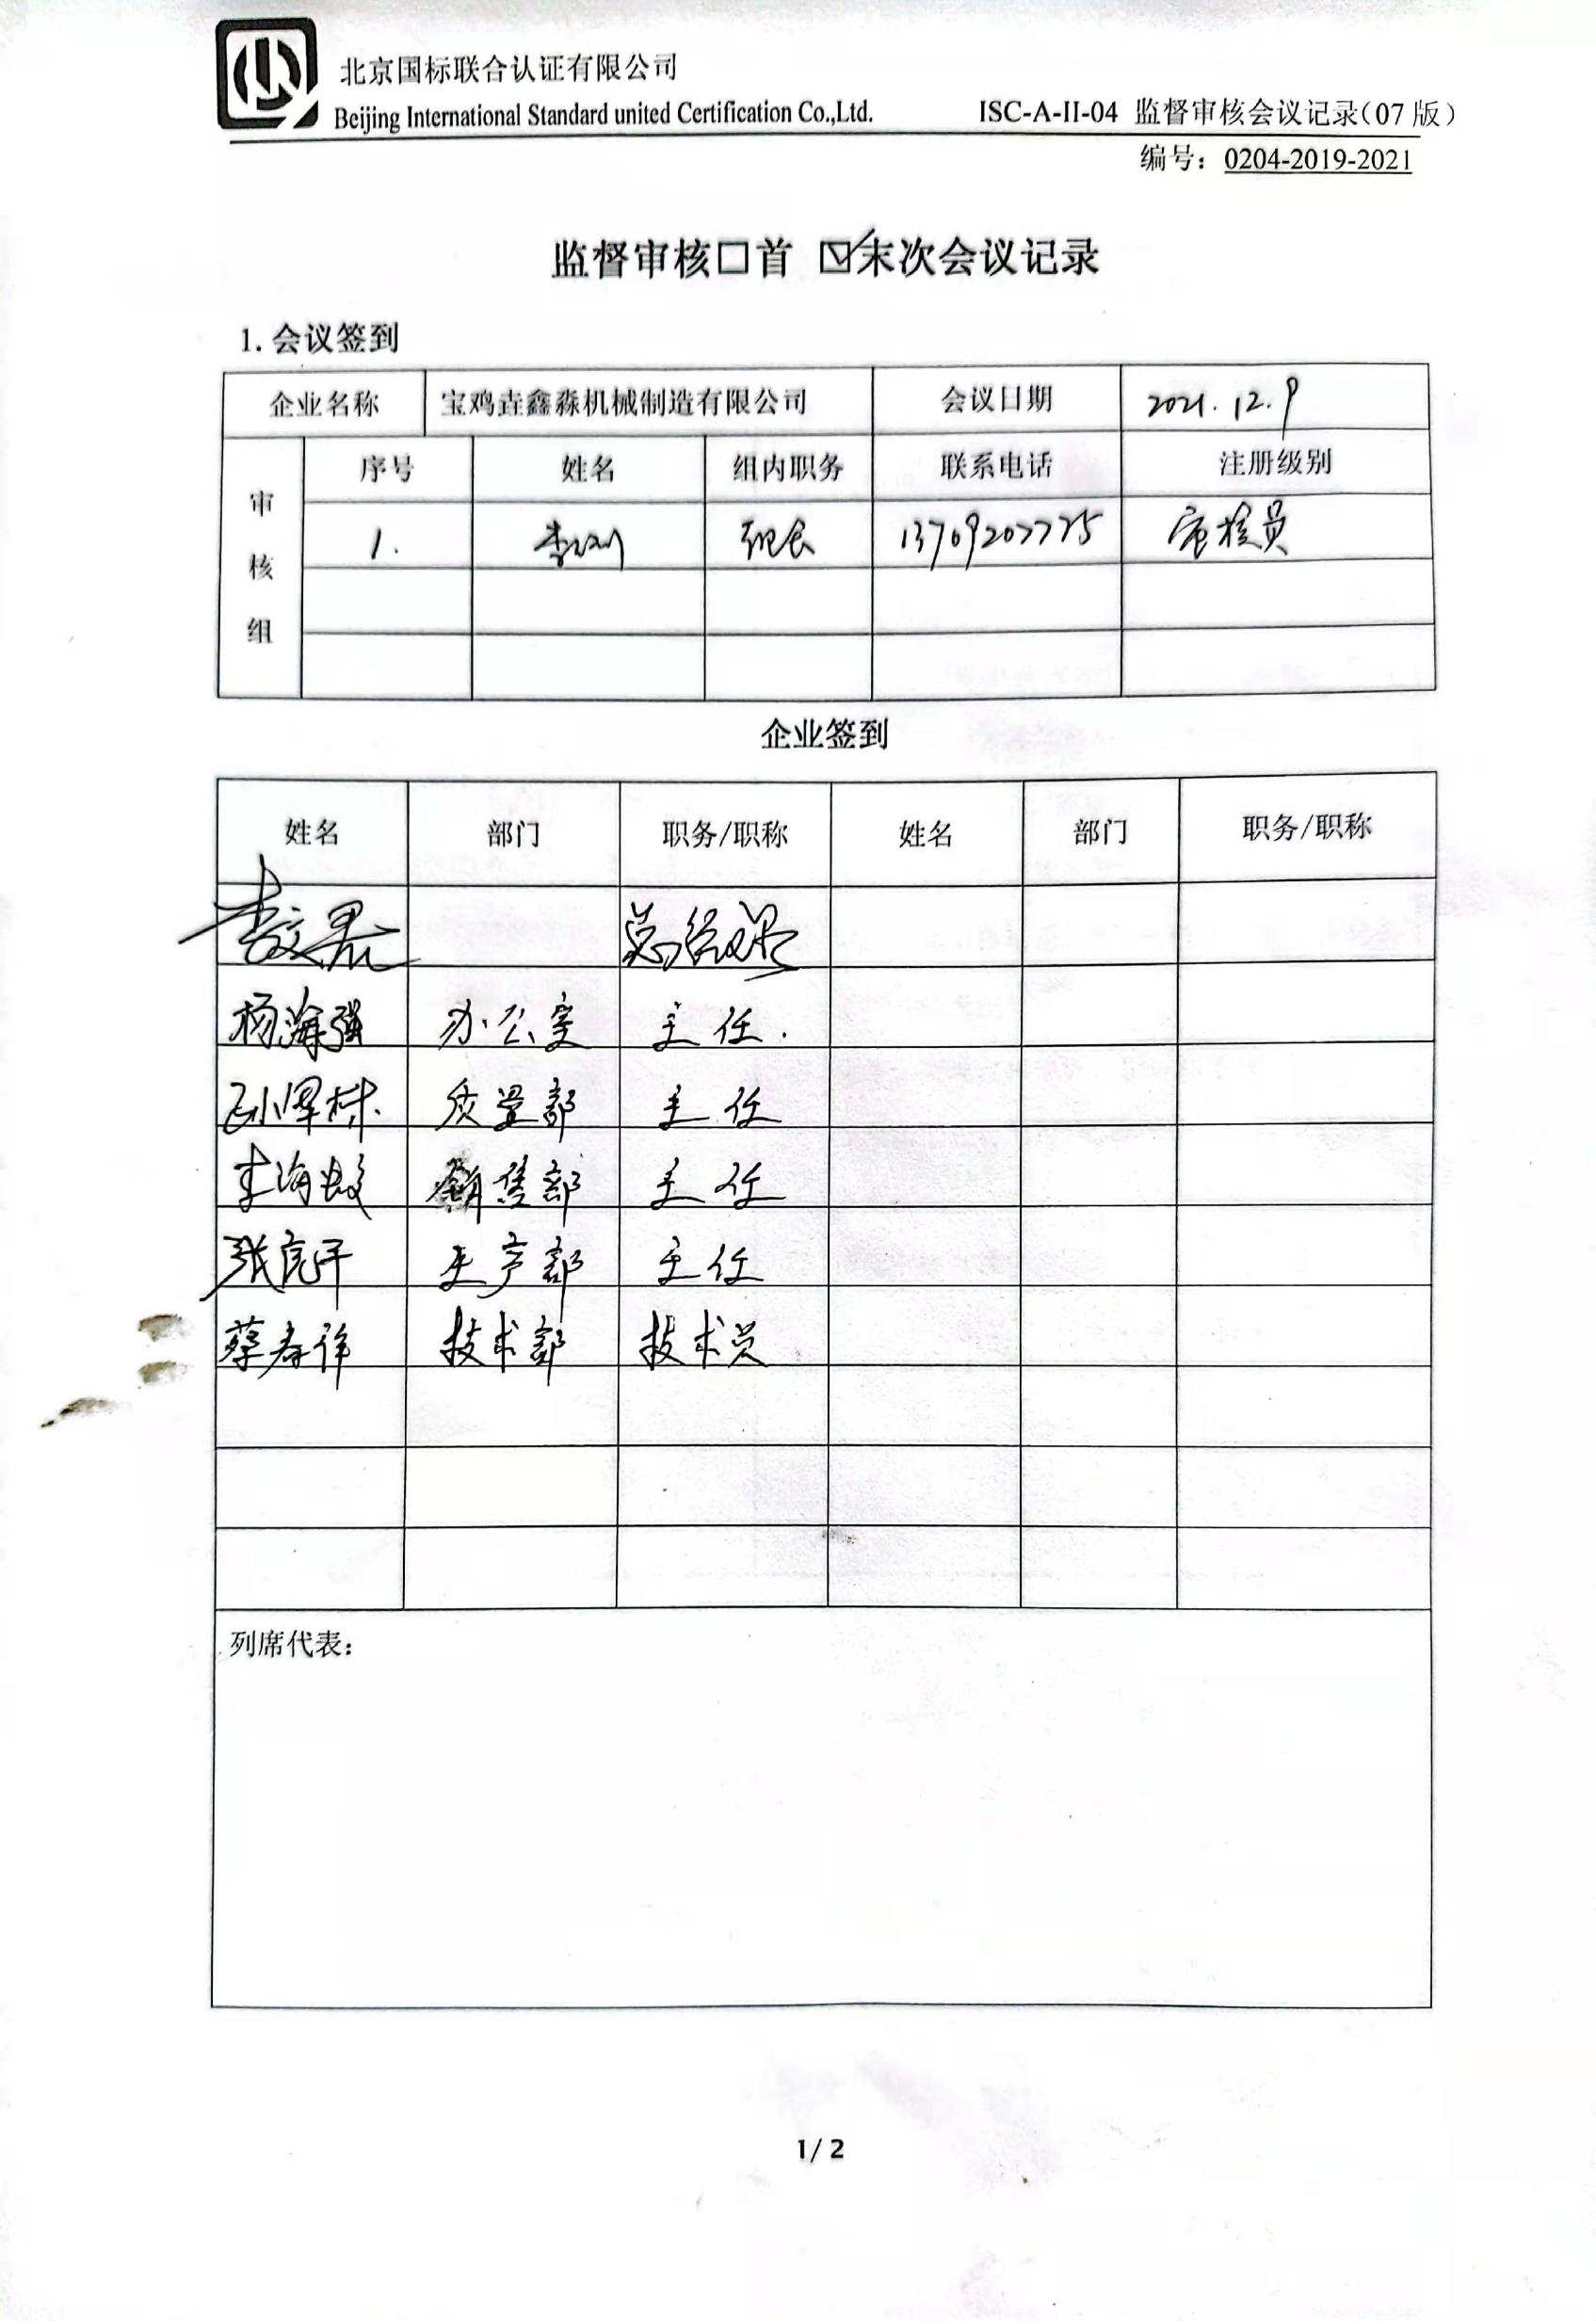 北京国标联合认证有限公司
Beijing International Standard united Certification Co.,Ltd.
ISC-A-II-04 监督审核会议记录(07版)
编号：0204-2019-2021
监督审核□首 ☑末次会议记录
1.会议签到
企业名称 宝鸡垚鑫淼机械制造有限公司 会议日期 2021.12.9
审核组 序号 姓名 组内职务 联系电话 注册级别
1. 组长 13709207775 审核员
企业签到
姓名 部门 职务/职称 姓名 部门 职务/职称
总经理
杨海强 办公室 主任.
质量部 主任
销售部 主任
生产部 主任
蔡春祥 技术部 技术员
列席代表：
1/ 2